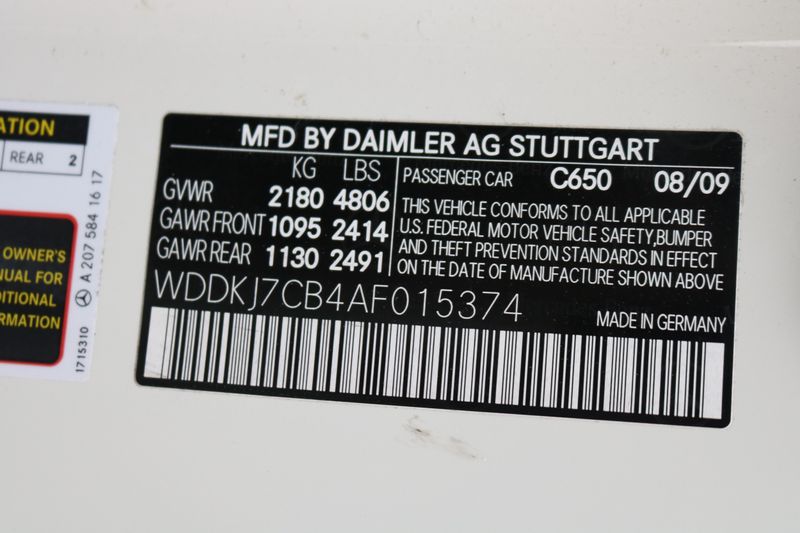 ATION
REAR 2
OWNER'S
NUAL FOR
DITIONAL
ORMATION
A 207 584 16 17
1715310
MFD BY DAIMLER AG STUTTGART
KG LBS
GVWR 2180 4806
GAWR FRONT 1095 2414
GAWR REAR 1130 2491
PASSENGER CAR C650 08/09
THIS VEHICLE CONFORMS TO ALL APPLICABLE
U.S. FEDERAL MOTOR VEHICLE SAFETY,BUMPER
AND THEFT PREVENTION STANDARDS IN EFFECT
ON THE DATE OF MANUFACTURE SHOWN ABOVE
WDDKJ7CB4AF015374
MADE IN GERMANY